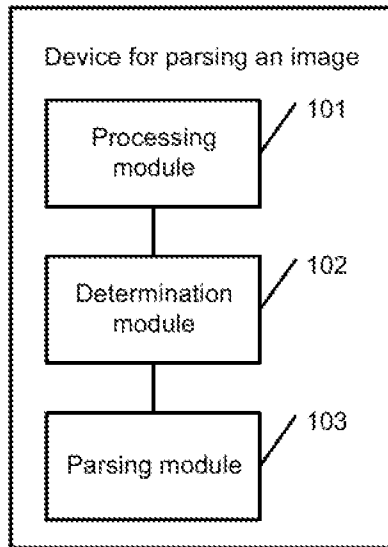 Device for parsing an image
101
Processing
module
102
Determination
module
103
Parsing module